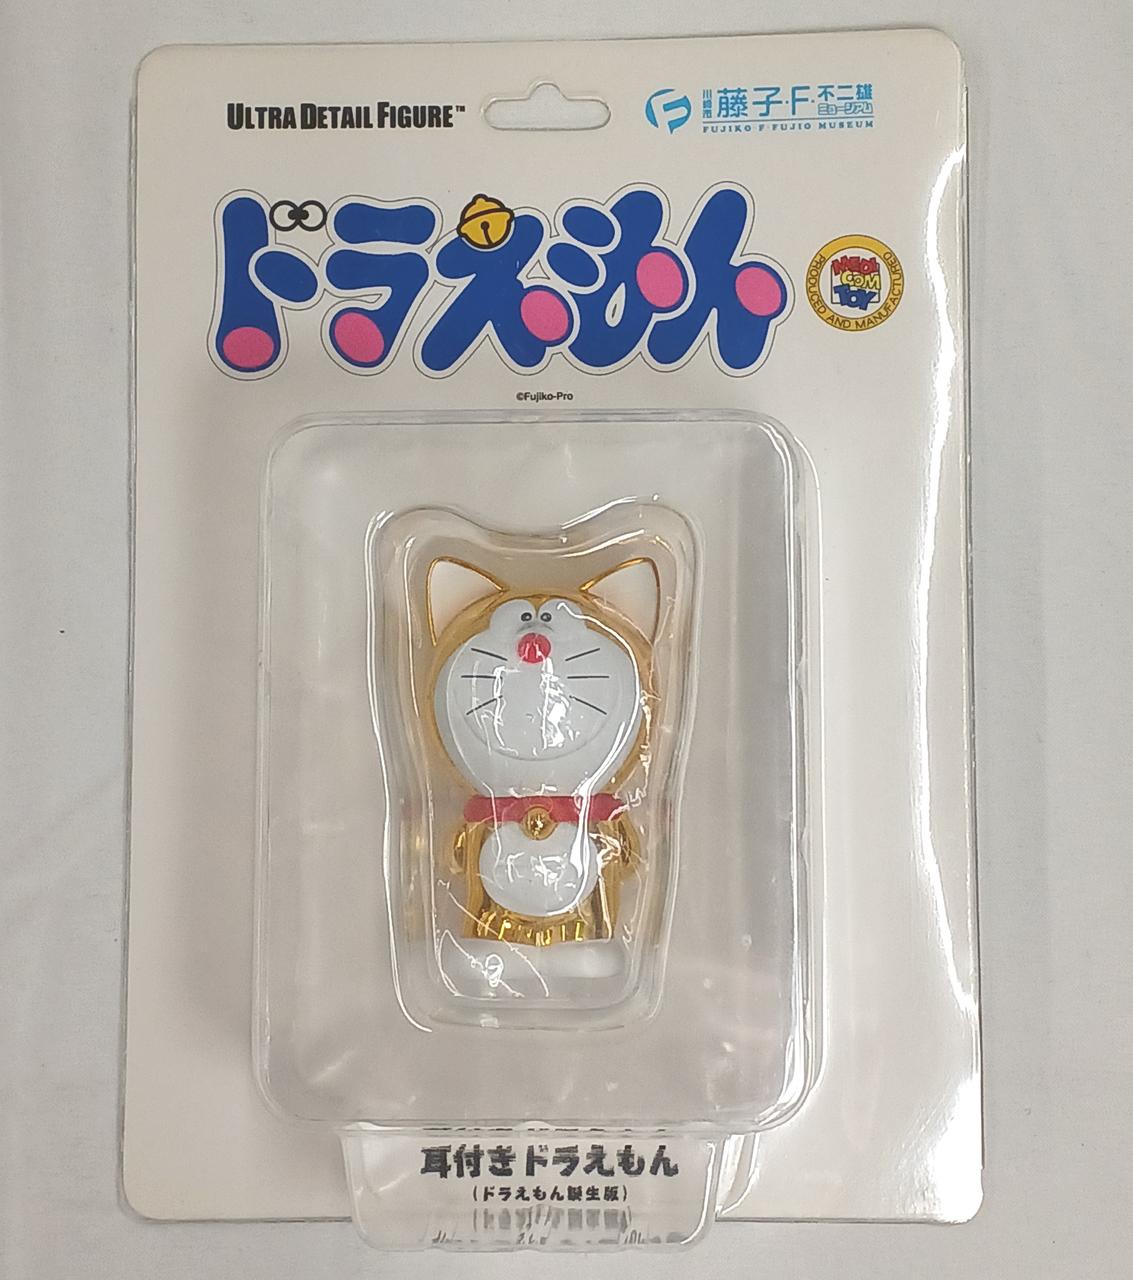 ULTRA DETAIL FIGURE™
川崎市
藤子・F・不二雄
ミュージアム
FUJIKO・F・FUJIO MUSEUM
ドラえもん
MEDI
COM
TOY
PRODUCED AND MANUFACTURED
©Fujiko-Pro
耳付きドラえもん
(ドラえもん誕生版)